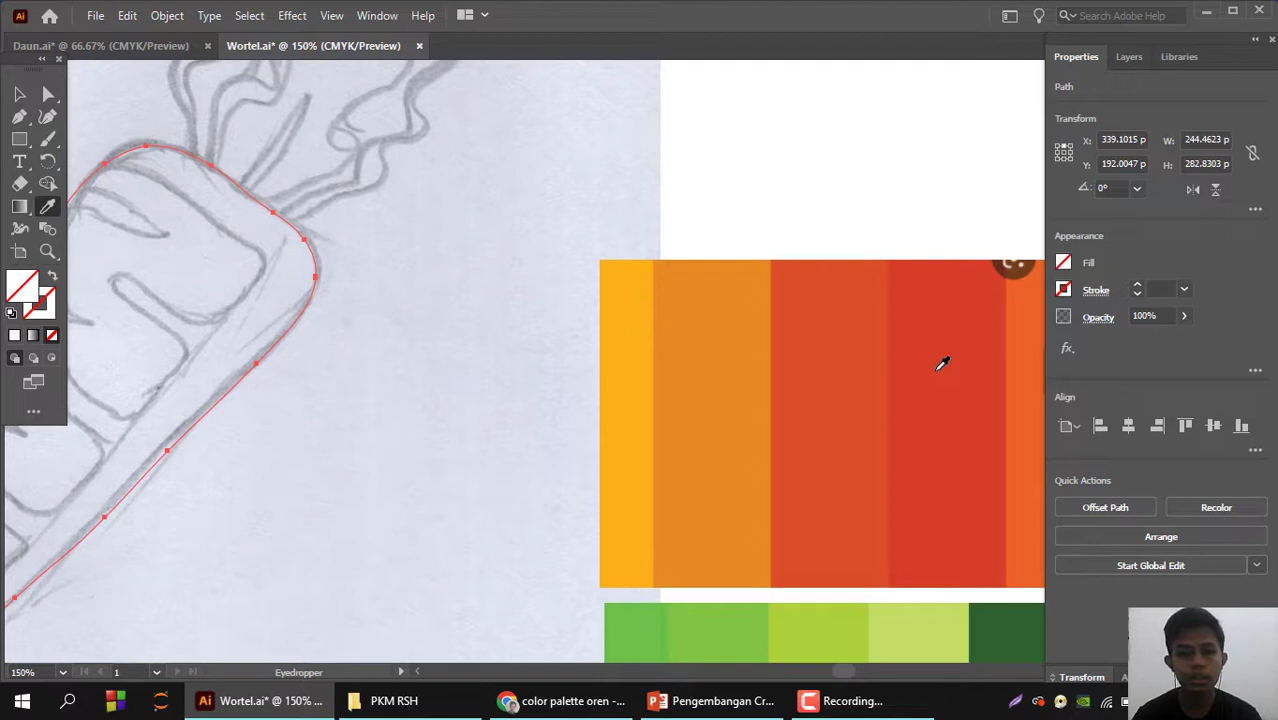 Ai File Edit Object Type Select Effect View Window Help Search Adobe Help
Daun.ai* @ 66.67% (CMYK/Preview) × Wortel.ai* @ 150% (CMYK/Preview) ×
Properties Layers Libraries
Path
Transform
X: 339.1015 p W: 244.4623 p
Y: 192.0047 p H: 282.8303 p
0°
Appearance
Fill
Stroke
Opacity 100%
fx.
Align
Quick Actions
Offset Path Recolor
Arrange
Start Global Edit
150% 1 Eyedropper
Transform
Ai Wortel.ai* @ 150% ... PKM RSH color palette oren -... Pengembangan Cr... Recording...